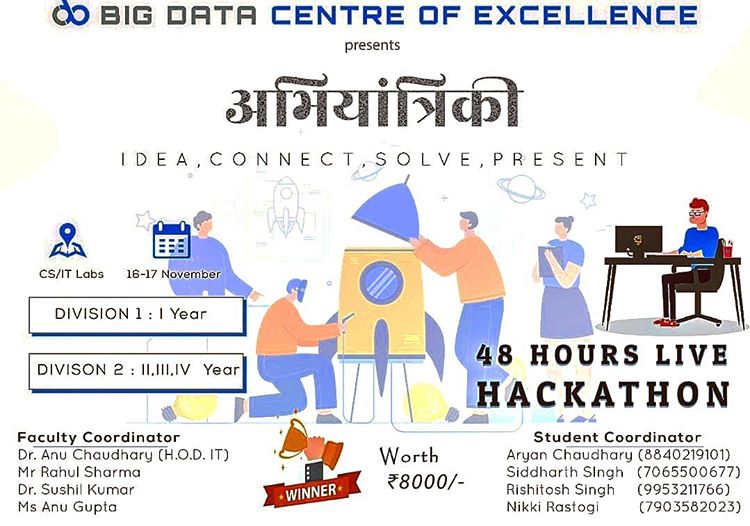 BIG DATA CENTRE OF EXCELLENCE
presents
अभियांत्रिकी
IDEA,CONNECT,SOLVE,PRESENT
CS/IT Labs
16-17 November
DIVISION 1 : I Year
DIVISON 2 : II,III,IV Year
48 HOURS LIVE
HACKATHON
Faculty Coordinator
Dr. Anu Chaudhary (H.O.D. IT)
Mr Rahul Sharma
Dr. Sushil Kumar
Ms Anu Gupta
WINNER
Worth
₹8000/-
Student Coordinator
Aryan Chaudhary (8840219101)
Siddharth SIngh (7065500677)
Rishitosh Singh (9953211766)
Nikki Rastogi (7903582023)